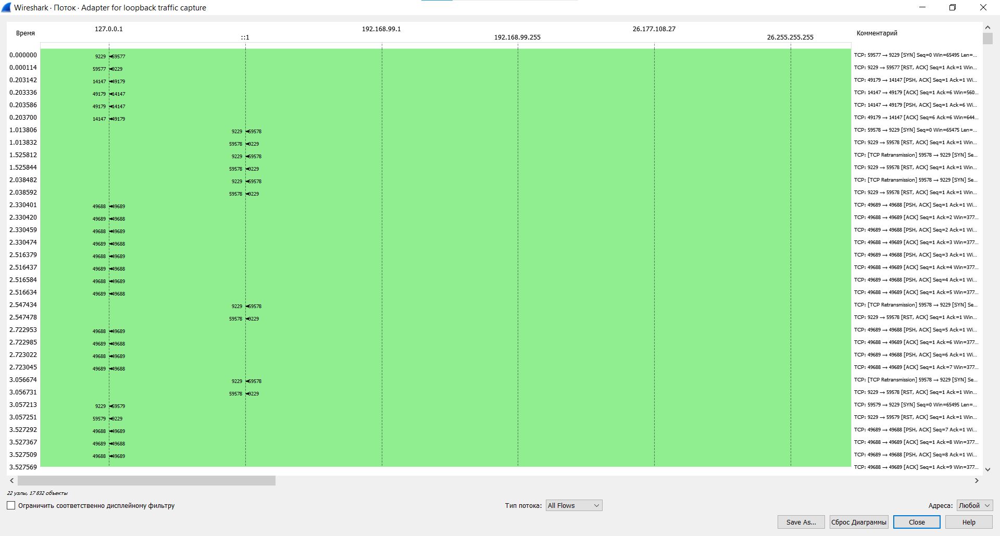 Wireshark · Поток · Adapter for loopback traffic capture
Время 127.0.0.1 ::1 192.168.99.1 192.168.99.255 26.177.108.27 26.255.255.255 Комментарий
0.000000 9229 59577 TCP: 59577 → 9229 [SYN] Seq=0 Win=65495 Len=...
0.000114 59577 9229 TCP: 9229 → 59577 [RST, ACK] Seq=1 Ack=1 Win...
0.203142 14147 49179 TCP: 49179 → 14147 [PSH, ACK] Seq=1 Ack=1 Wi...
0.203336 49179 14147 TCP: 14147 → 49179 [ACK] Seq=1 Ack=6 Win=560...
0.203586 49179 14147 TCP: 14147 → 49179 [PSH, ACK] Seq=1 Ack=6 Wi...
0.203700 14147 49179 TCP: 49179 → 14147 [ACK] Seq=6 Ack=6 Win=644...
1.013806 9229 59578 TCP: 59578 → 9229 [SYN] Seq=0 Win=65475 Len=...
1.013832 59578 9229 TCP: 9229 → 59578 [RST, ACK] Seq=1 Ack=1 Win...
1.525812 9229 59578 TCP: [TCP Retransmission] 59578 → 9229 [SYN] Se...
1.525844 59578 9229 TCP: 9229 → 59578 [RST, ACK] Seq=1 Ack=1 Win...
2.038482 9229 59578 TCP: [TCP Retransmission] 59578 → 9229 [SYN] Se...
2.038592 59578 9229 TCP: 9229 → 59578 [RST, ACK] Seq=1 Ack=1 Win...
2.330401 49688 49689 TCP: 49689 → 49688 [PSH, ACK] Seq=1 Ack=1 Wi...
2.330420 49689 49688 TCP: 49688 → 49689 [ACK] Seq=1 Ack=2 Win=377...
2.330459 49688 49689 TCP: 49689 → 49688 [PSH, ACK] Seq=2 Ack=1 Wi...
2.330474 49689 49688 TCP: 49688 → 49689 [ACK] Seq=1 Ack=3 Win=377...
2.516379 49688 49689 TCP: 49689 → 49688 [PSH, ACK] Seq=3 Ack=1 Wi...
2.516437 49689 49688 TCP: 49688 → 49689 [ACK] Seq=1 Ack=4 Win=377...
2.516584 49688 49689 TCP: 49689 → 49688 [PSH, ACK] Seq=4 Ack=1 Wi...
2.516634 49689 49688 TCP: 49688 → 49689 [ACK] Seq=1 Ack=5 Win=377...
2.547434 9229 59578 TCP: [TCP Retransmission] 59578 → 9229 [SYN] Se...
2.547478 59578 9229 TCP: 9229 → 59578 [RST, ACK] Seq=1 Ack=1 Win...
2.722953 49688 49689 TCP: 49689 → 49688 [PSH, ACK] Seq=5 Ack=1 Wi...
2.722985 49689 49688 TCP: 49688 → 49689 [ACK] Seq=1 Ack=6 Win=377...
2.723022 49688 49689 TCP: 49689 → 49688 [PSH, ACK] Seq=6 Ack=1 Wi...
2.723045 49689 49688 TCP: 49688 → 49689 [ACK] Seq=1 Ack=7 Win=377...
3.056674 9229 59578 TCP: [TCP Retransmission] 59578 → 9229 [SYN] Se...
3.056731 59578 9229 TCP: 9229 → 59578 [RST, ACK] Seq=1 Ack=1 Win...
3.057213 9229 59579 TCP: 59579 → 9229 [SYN] Seq=0 Win=65495 Len=...
3.057251 59579 9229 TCP: 9229 → 59579 [RST, ACK] Seq=1 Ack=1 Win...
3.527292 49688 49689 TCP: 49689 → 49688 [PSH, ACK] Seq=7 Ack=1 Wi...
3.527367 49689 49688 TCP: 49688 → 49689 [ACK] Seq=1 Ack=8 Win=377...
3.527509 49688 49689 TCP: 49689 → 49688 [PSH, ACK] Seq=8 Ack=1 Wi...
3.527569 TCP: 49688 → 49689 [ACK] Seq=1 Ack=9 Win=377...
22 узлы, 17 832 объекты
Ограничить соответственно дисплейному фильтру Тип потока: All Flows Адреса: Любой
Save As... Сброс Диаграммы Close Help